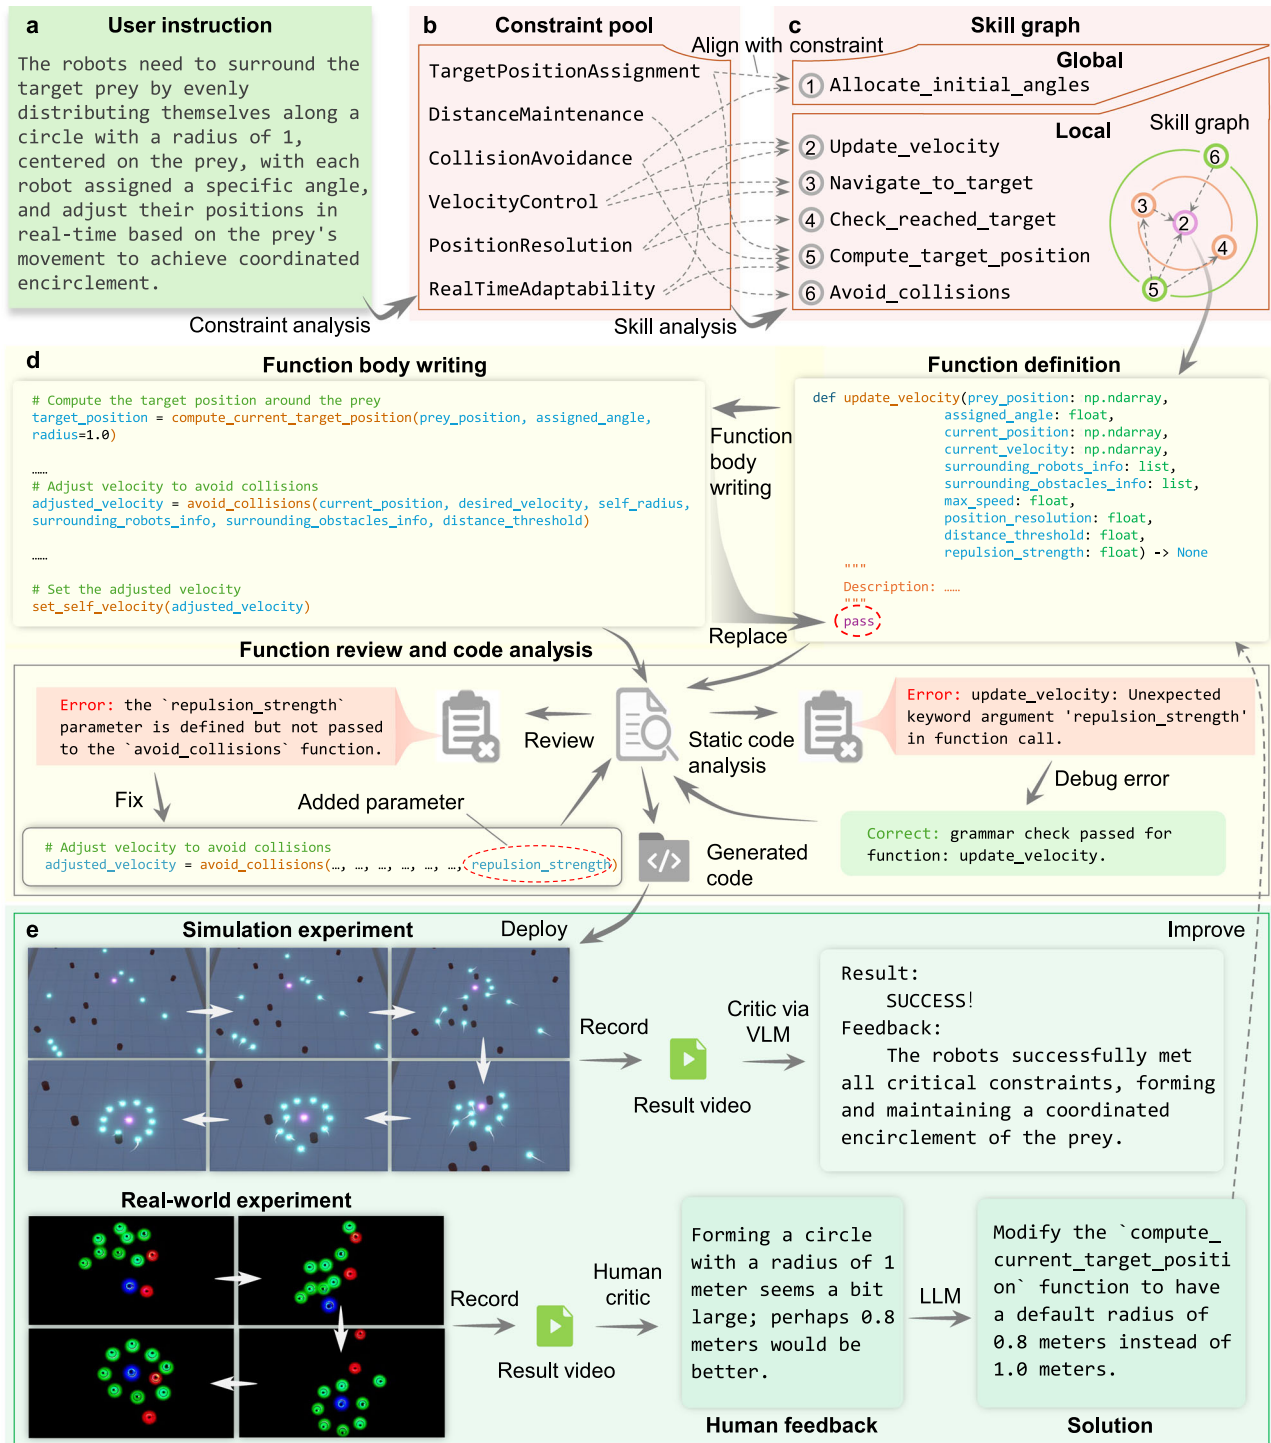 a User instruction
The robots need to surround the
target prey by evenly
distributing themselves along a
circle with a radius of 1,
centered on the prey, with each
robot assigned a specific angle,
and adjust their positions in
real-time based on the prey's
movement to achieve coordinated
encirclement.
Constraint analysis
b Constraint pool
TargetPositionAssignment
DistanceMaintenance
CollisionAvoidance
VelocityControl
PositionResolution
RealTimeAdaptability
Align with constraint
Skill analysis
c Skill graph
Global
1 Allocate_initial_angles
Local
2 Update_velocity
3 Navigate_to_target
4 Check_reached_target
5 Compute_target_position
6 Avoid_collisions
Skill graph
6
3
2
4
5
d Function body writing
# Compute the target position around the prey
target_position = compute_current_target_position(prey_position, assigned_angle,
radius=1.0)
……
# Adjust velocity to avoid collisions
adjusted_velocity = avoid_collisions(current_position, desired_velocity, self_radius,
surrounding_robots_info, surrounding_obstacles_info, distance_threshold)
……
# Set the adjusted velocity
set_self_velocity(adjusted_velocity)
Function
body
writing
Replace
Function definition
def update_velocity(prey_position: np.ndarray,
assigned_angle: float,
current_position: np.ndarray,
current_velocity: np.ndarray,
surrounding_robots_info: list,
surrounding_obstacles_info: list,
max_speed: float,
position_resolution: float,
distance_threshold: float,
repulsion_strength: float) -> None
"""
Description: ……
"""
pass
Function review and code analysis
Error: the `repulsion_strength`
parameter is defined but not passed
to the `avoid_collisions` function.
Review
Static code
analysis
Error: update_velocity: Unexpected
keyword argument 'repulsion_strength'
in function call.
Fix
Added parameter
Debug error
# Adjust velocity to avoid collisions
adjusted_velocity = avoid_collisions(…, …, …, …, …, …, repulsion_strength)
</>
Generated
code
Correct: grammar check passed for
function: update_velocity.
e Simulation experiment
Deploy
Improve
Record
Result video
Critic via
VLM
Result:
SUCCESS!
Feedback:
The robots successfully met
all critical constraints, forming
and maintaining a coordinated
encirclement of the prey.
Real-world experiment
Record
Result video
Human
critic
Forming a circle
with a radius of 1
meter seems a bit
large; perhaps 0.8
meters would be
better.
Human feedback
LLM
Modify the `compute_
current_target_positi
on` function to have
a default radius of
0.8 meters instead of
1.0 meters.
Solution